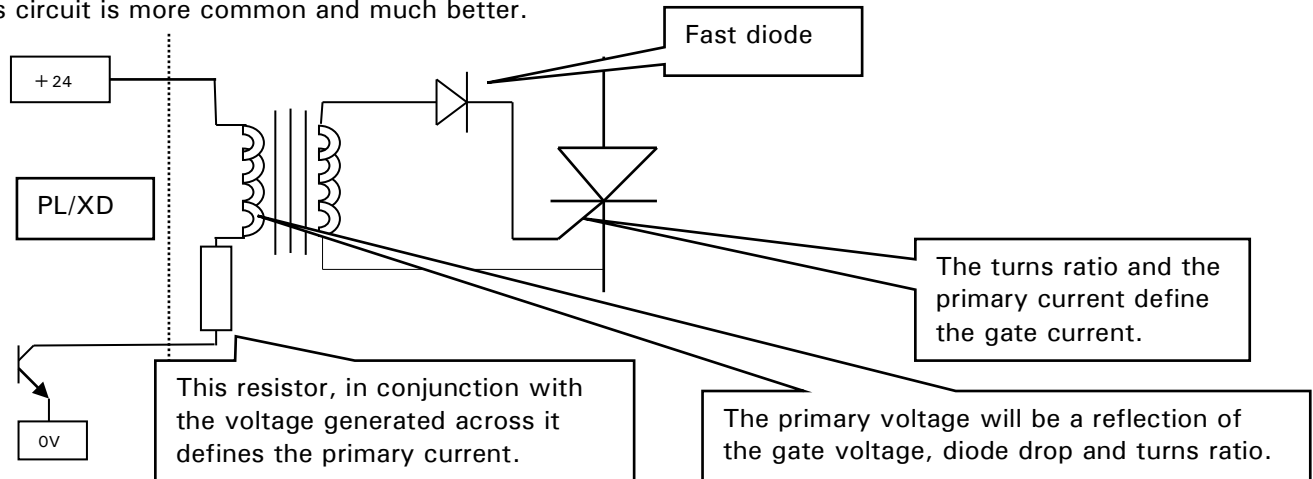 s circuit is more common and much better.
Fast diode
+24
PL/XD
The turns ratio and the
primary current define
the gate current.
This resistor, in conjunction with
the voltage generated across it
defines the primary current.
The primary voltage will be a reflection of
the gate voltage, diode drop and turns ratio.
0V